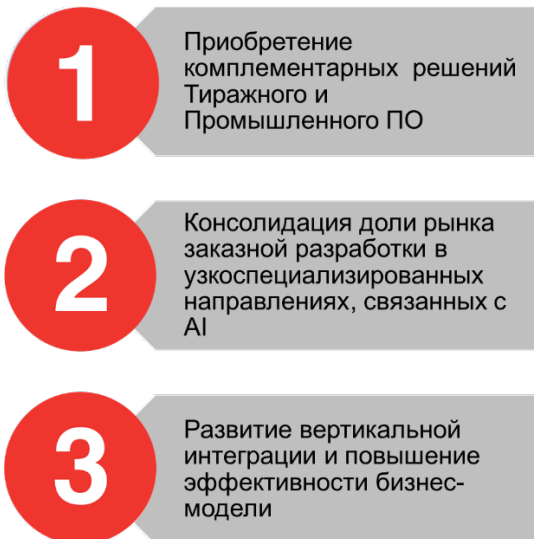 1
Приобретение
комплементарных решений
Тиражного и
Промышленного ПО
2
Консолидация доли рынка
заказной разработки в
узкоспециализированных
направлениях, связанных с
AI
3
Развитие вертикальной
интеграции и повышение
эффективности бизнес-
модели